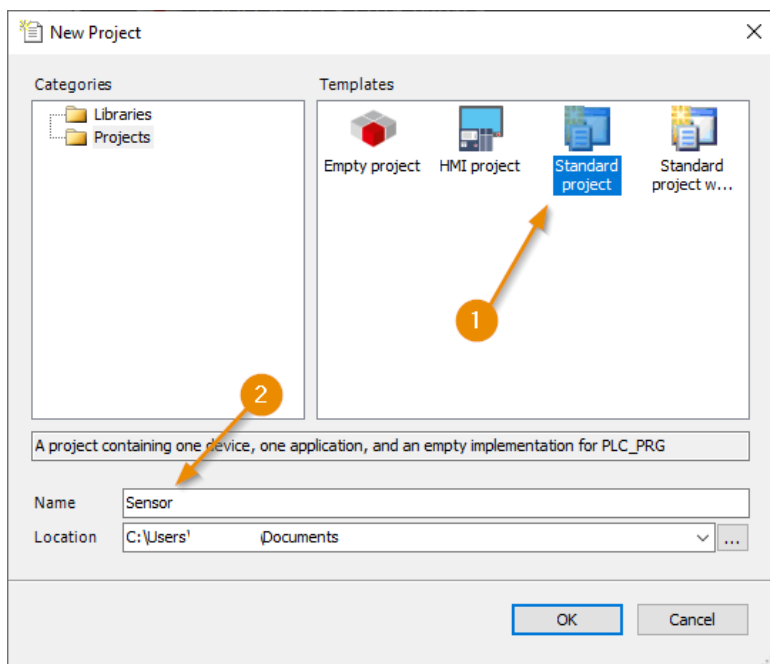 New Project
Categories
Templates
Libraries
Projects
Empty project
HMI project
Standard
project
Standard
project w...
1
2
A project containing one device, one application, and an empty implementation for PLC_PRG
Name
Sensor
Location
C:\Users\
\Documents
...
OK
Cancel